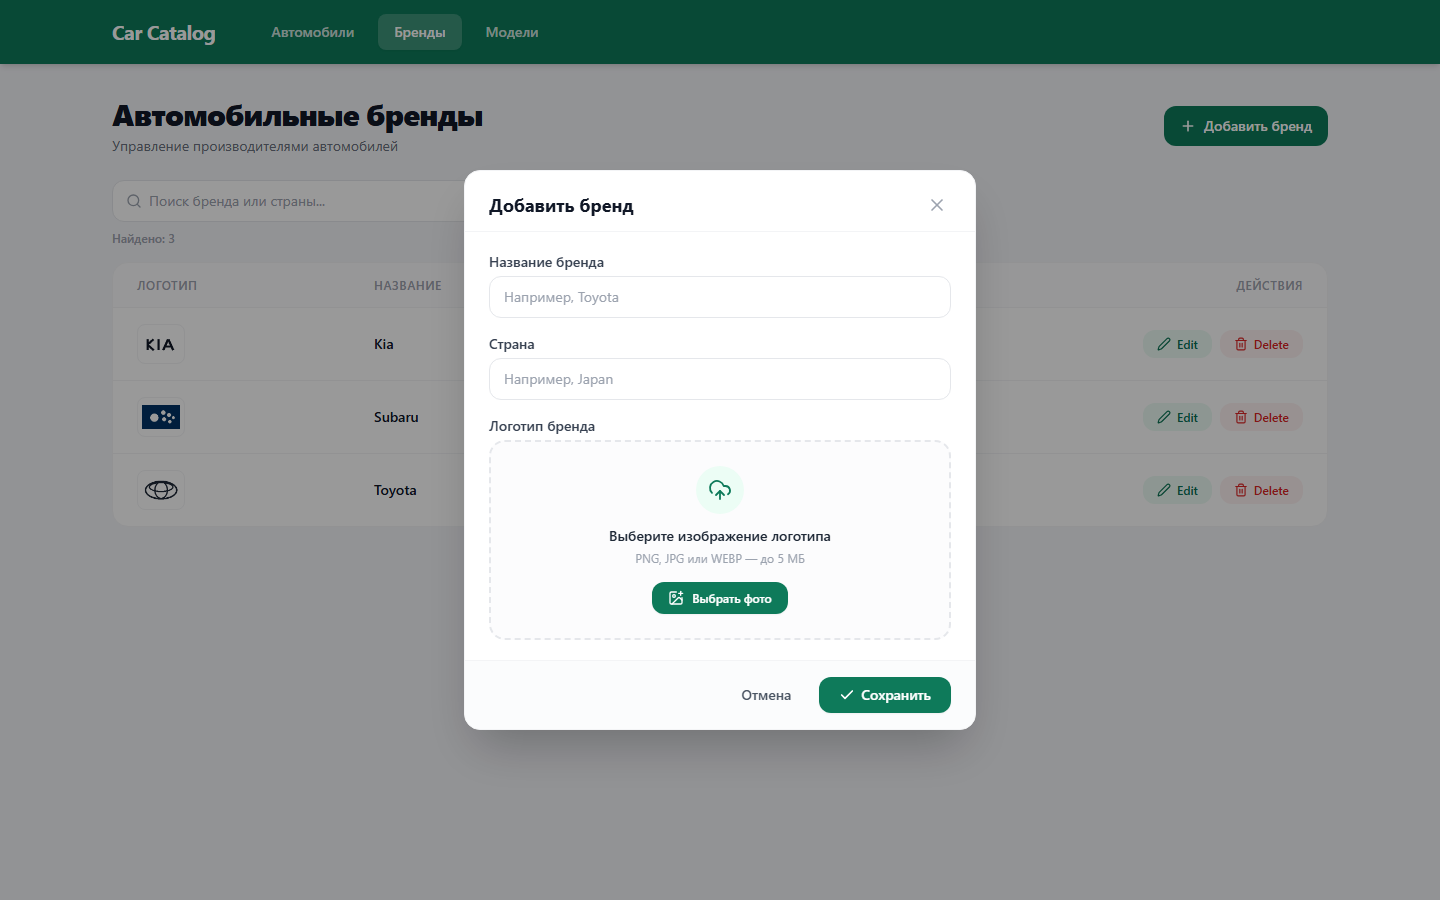 Car Catalog
Автомобили
Бренды
Модели
Автомобильные бренды
Управление производителями автомобилей
Добавить бренд
Поиск бренда или страны...
Найдено: 3
ЛОГОТИП
НАЗВАНИЕ
ДЕЙСТВИЯ
KIA
Kia
Edit
Delete
Subaru
Edit
Delete
Toyota
Edit
Delete
Добавить бренд
Название бренда
Например, Toyota
Страна
Например, Japan
Логотип бренда
Выберите изображение логотипа
PNG, JPG или WEBP — до 5 МБ
Выбрать фото
Отмена
Сохранить